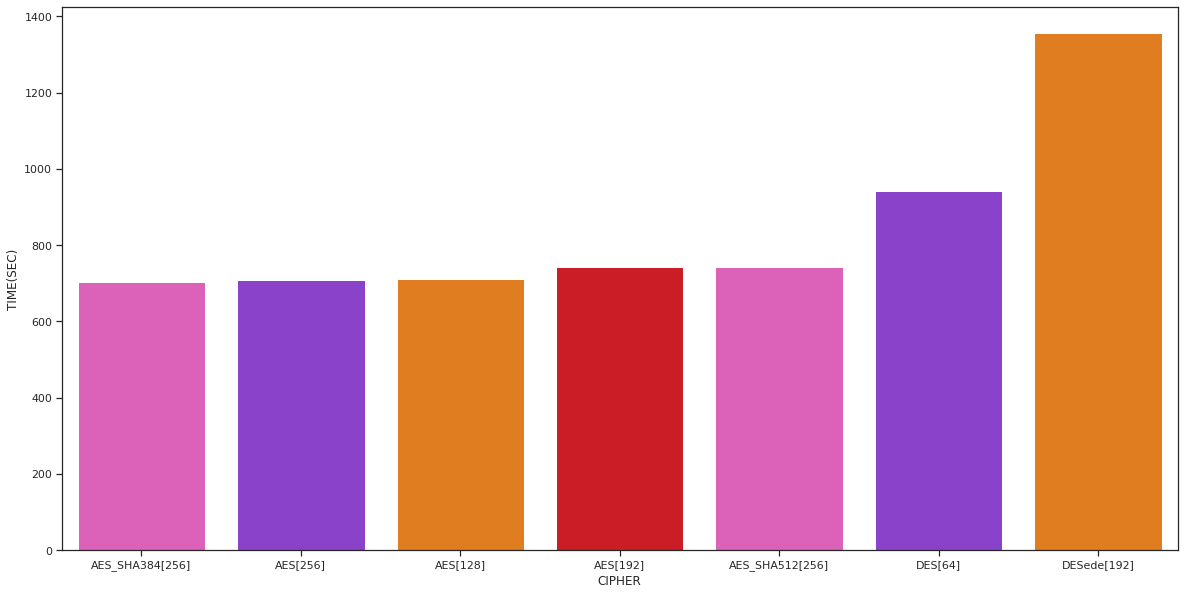 1400
1200
1000
800
600
400
200
0
TIME(SEC)
AES_SHA384[256] AES[256] AES[128] AES[192] AES_SHA512[256] DES[64] DESede[192]
CIPHER